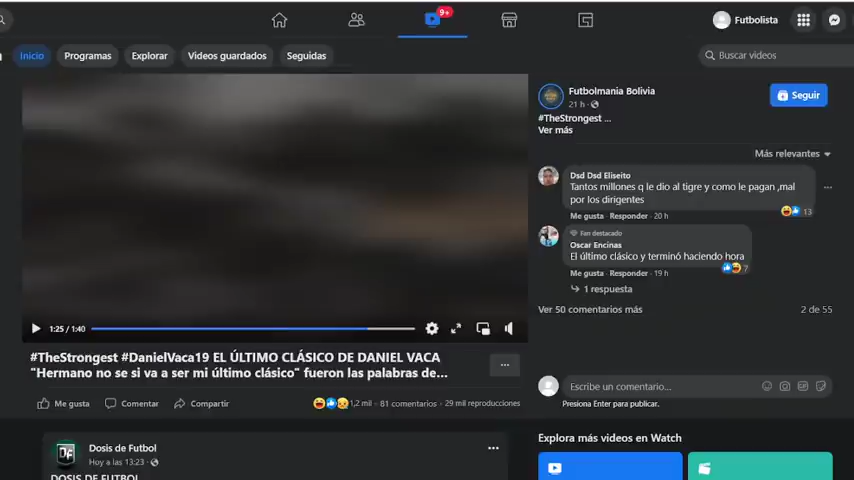 9+
Futbolista
Inicio
Programas
Explorar
Videos guardados
Seguidas
Buscar videos
1:25 / 1:40
#TheStrongest #DanielVaca19 EL ÚLTIMO CLÁSICO DE DANIEL VACA
"Hermano no se si va a ser mi último clásico" fueron las palabras de...
...
Me gusta
Comentar
Compartir
1,2 mil · 81 comentarios · 29 mil reproducciones
Futbolmania Bolivia
21 h ·
Seguir
#TheStrongest ...
Ver más
Más relevantes
Dsd Dsd Eliseito
Tantos millones q le dio al tigre y como le pagan ,mal
por los dirigentes
13
Me gusta · Responder · 20 h
Fan destacado
Oscar Encinas
El último clásico y terminó haciendo hora
7
Me gusta · Responder · 19 h
1 respuesta
Ver 50 comentarios más
2 de 55
Escribe un comentario...
Presiona Enter para publicar.
DF
Dosis de Futbol
Hoy a las 13:23 ·
DOSIS DE FUTBOL
Explora más videos en Watch